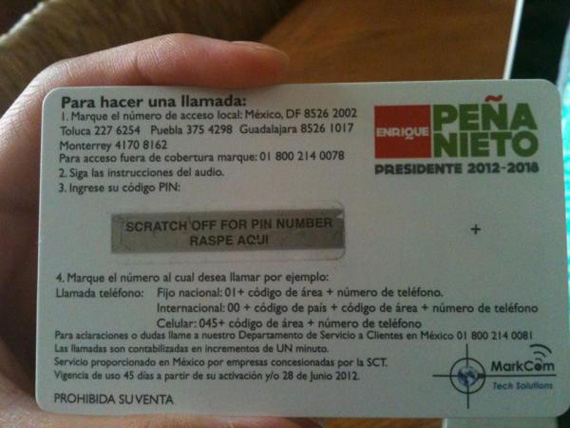 Para hacer una llamada:
1. Marque el número de acceso local: México, DF 8526 2002
Toluca 227 6254 Puebla 375 4298 Guadalajara 8526 1017
Monterrey 4170 8162
Para acceso fuera de cobertura marque: 01 800 214 0078
2. Siga las instrucciones del audio.
3. Ingrese su código PIN:
ENRIQUE
PEÑA
NIETO
PRESIDENTE 2012-2018
SCRATCH OFF FOR PIN NUMBER
RASPE AQUI
+
4. Marque el número al cual desea llamar por ejemplo:
Llamada teléfono: Fijo nacional: 01+ código de área + número de teléfono.
Internacional: 00 + código de país + código de área + número de teléfono
Celular: 045+ código de área + número de teléfono
Para aclaraciones o dudas llame a nuestro Departamento de Servicio a Clientes en México 01 800 214 0081
Las llamadas son contabilizadas en incrementos de UN minuto.
Servicio proporcionado en México por empresas concesionadas por la SCT.
Vigencia de uso 45 días a partir de su activación y/o 28 de Junio 2012.
PROHIBIDA SU VENTA
MarkCom
Tech Solutions